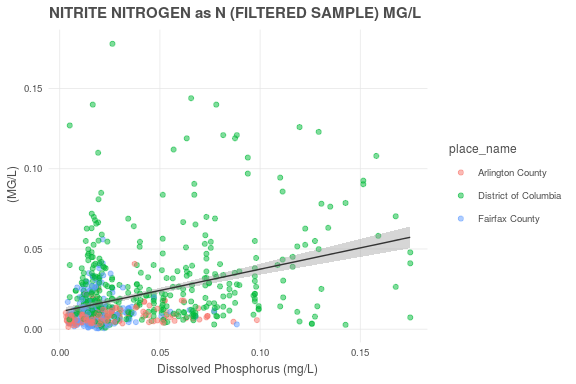 NITRITE NITROGEN as N (FILTERED SAMPLE) MG/L
(MG/L)
0.15
0.10
0.05
0.00
0.00
0.05
0.10
0.15
Dissolved Phosphorus (mg/L)
place_name
Arlington County
District of Columbia
Fairfax County